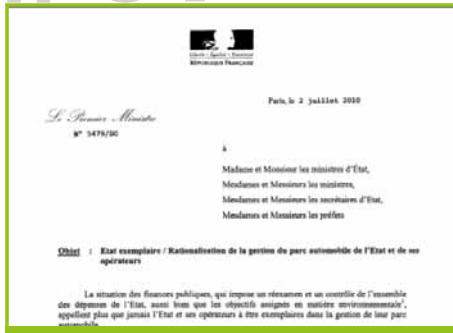 Liberté • Égalité • Fraternité
RÉPUBLIQUE FRANÇAISE
Paris, le 2 juillet 2010
Le Premier Ministre
N° 5479/SG
à
Madame et Monsieur les ministres d'État,
Mesdames et Messieurs les ministres,
Mesdames et Messieurs les secrétaires d'Etat,
Mesdames et Messieurs les préfets
Objet : Etat exemplaire / Rationalisation de la gestion du parc automobile de l'Etat et de ses
opérateurs
La situation des finances publiques, qui impose un réexamen et un contrôle de l'ensemble
des dépenses de l'Etat, aussi bien que les objectifs assignés en matière environnementale¹,
appellent plus que jamais l'Etat et ses opérateurs à être exemplaires dans la gestion de leur parc
automobile.